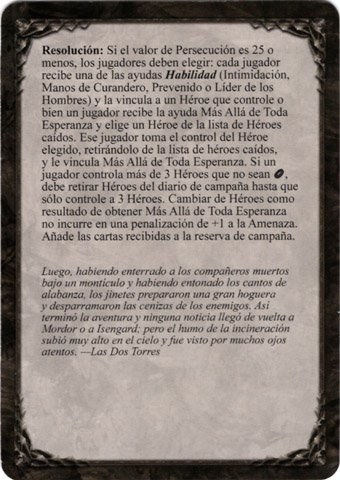 Resolución: Si el valor de Persecución es 25 o
menos, los jugadores deben elegir: cada jugador
recibe una de las ayudas Habilidad (Intimidación,
Manos de Curandero, Prevenido o Líder de los
Hombres) y la vincula a un Héroe que controle o
bien un jugador recibe la ayuda Más Allá de Toda
Esperanza y elige un Héroe de la lista de Héroes
caídos. Ese jugador toma el control del Héroe
elegido, retirándolo de la lista de héroes caídos,
y le vincula Más Allá de Toda Esperanza. Si un
jugador controla más de 3 Héroes que no sean ,
debe retirar Héroes del diario de campaña hasta que
sólo controle a 3 Héroes. Cambiar de Héroes como
resultado de obtener Más Allá de Toda Esperanza
no incurre en una penalización de +1 a la Amenaza.
Añade las cartas recibidas a la reserva de campaña.
Luego, habiendo enterrado a los compañeros muertos
bajo un montículo y habiendo entonado los cantos de
alabanza, los jinetes prepararon una gran hoguera
y desparramaron las cenizas de los enemigos. Así
terminó la aventura y ninguna noticia llegó de vuelta a
Mordor o a Isengard; pero el humo de la incineración
subió muy alto en el cielo y fue visto por muchos ojos
atentos. —Las Dos Torres